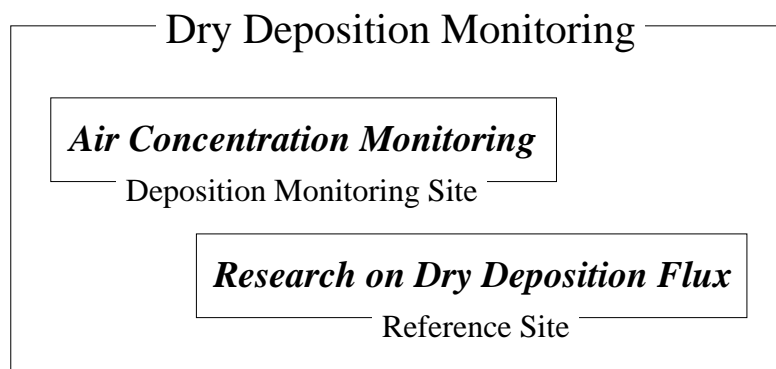 Dry Deposition Monitoring
Air Concentration Monitoring
Deposition Monitoring Site
Research on Dry Deposition Flux
Reference Site